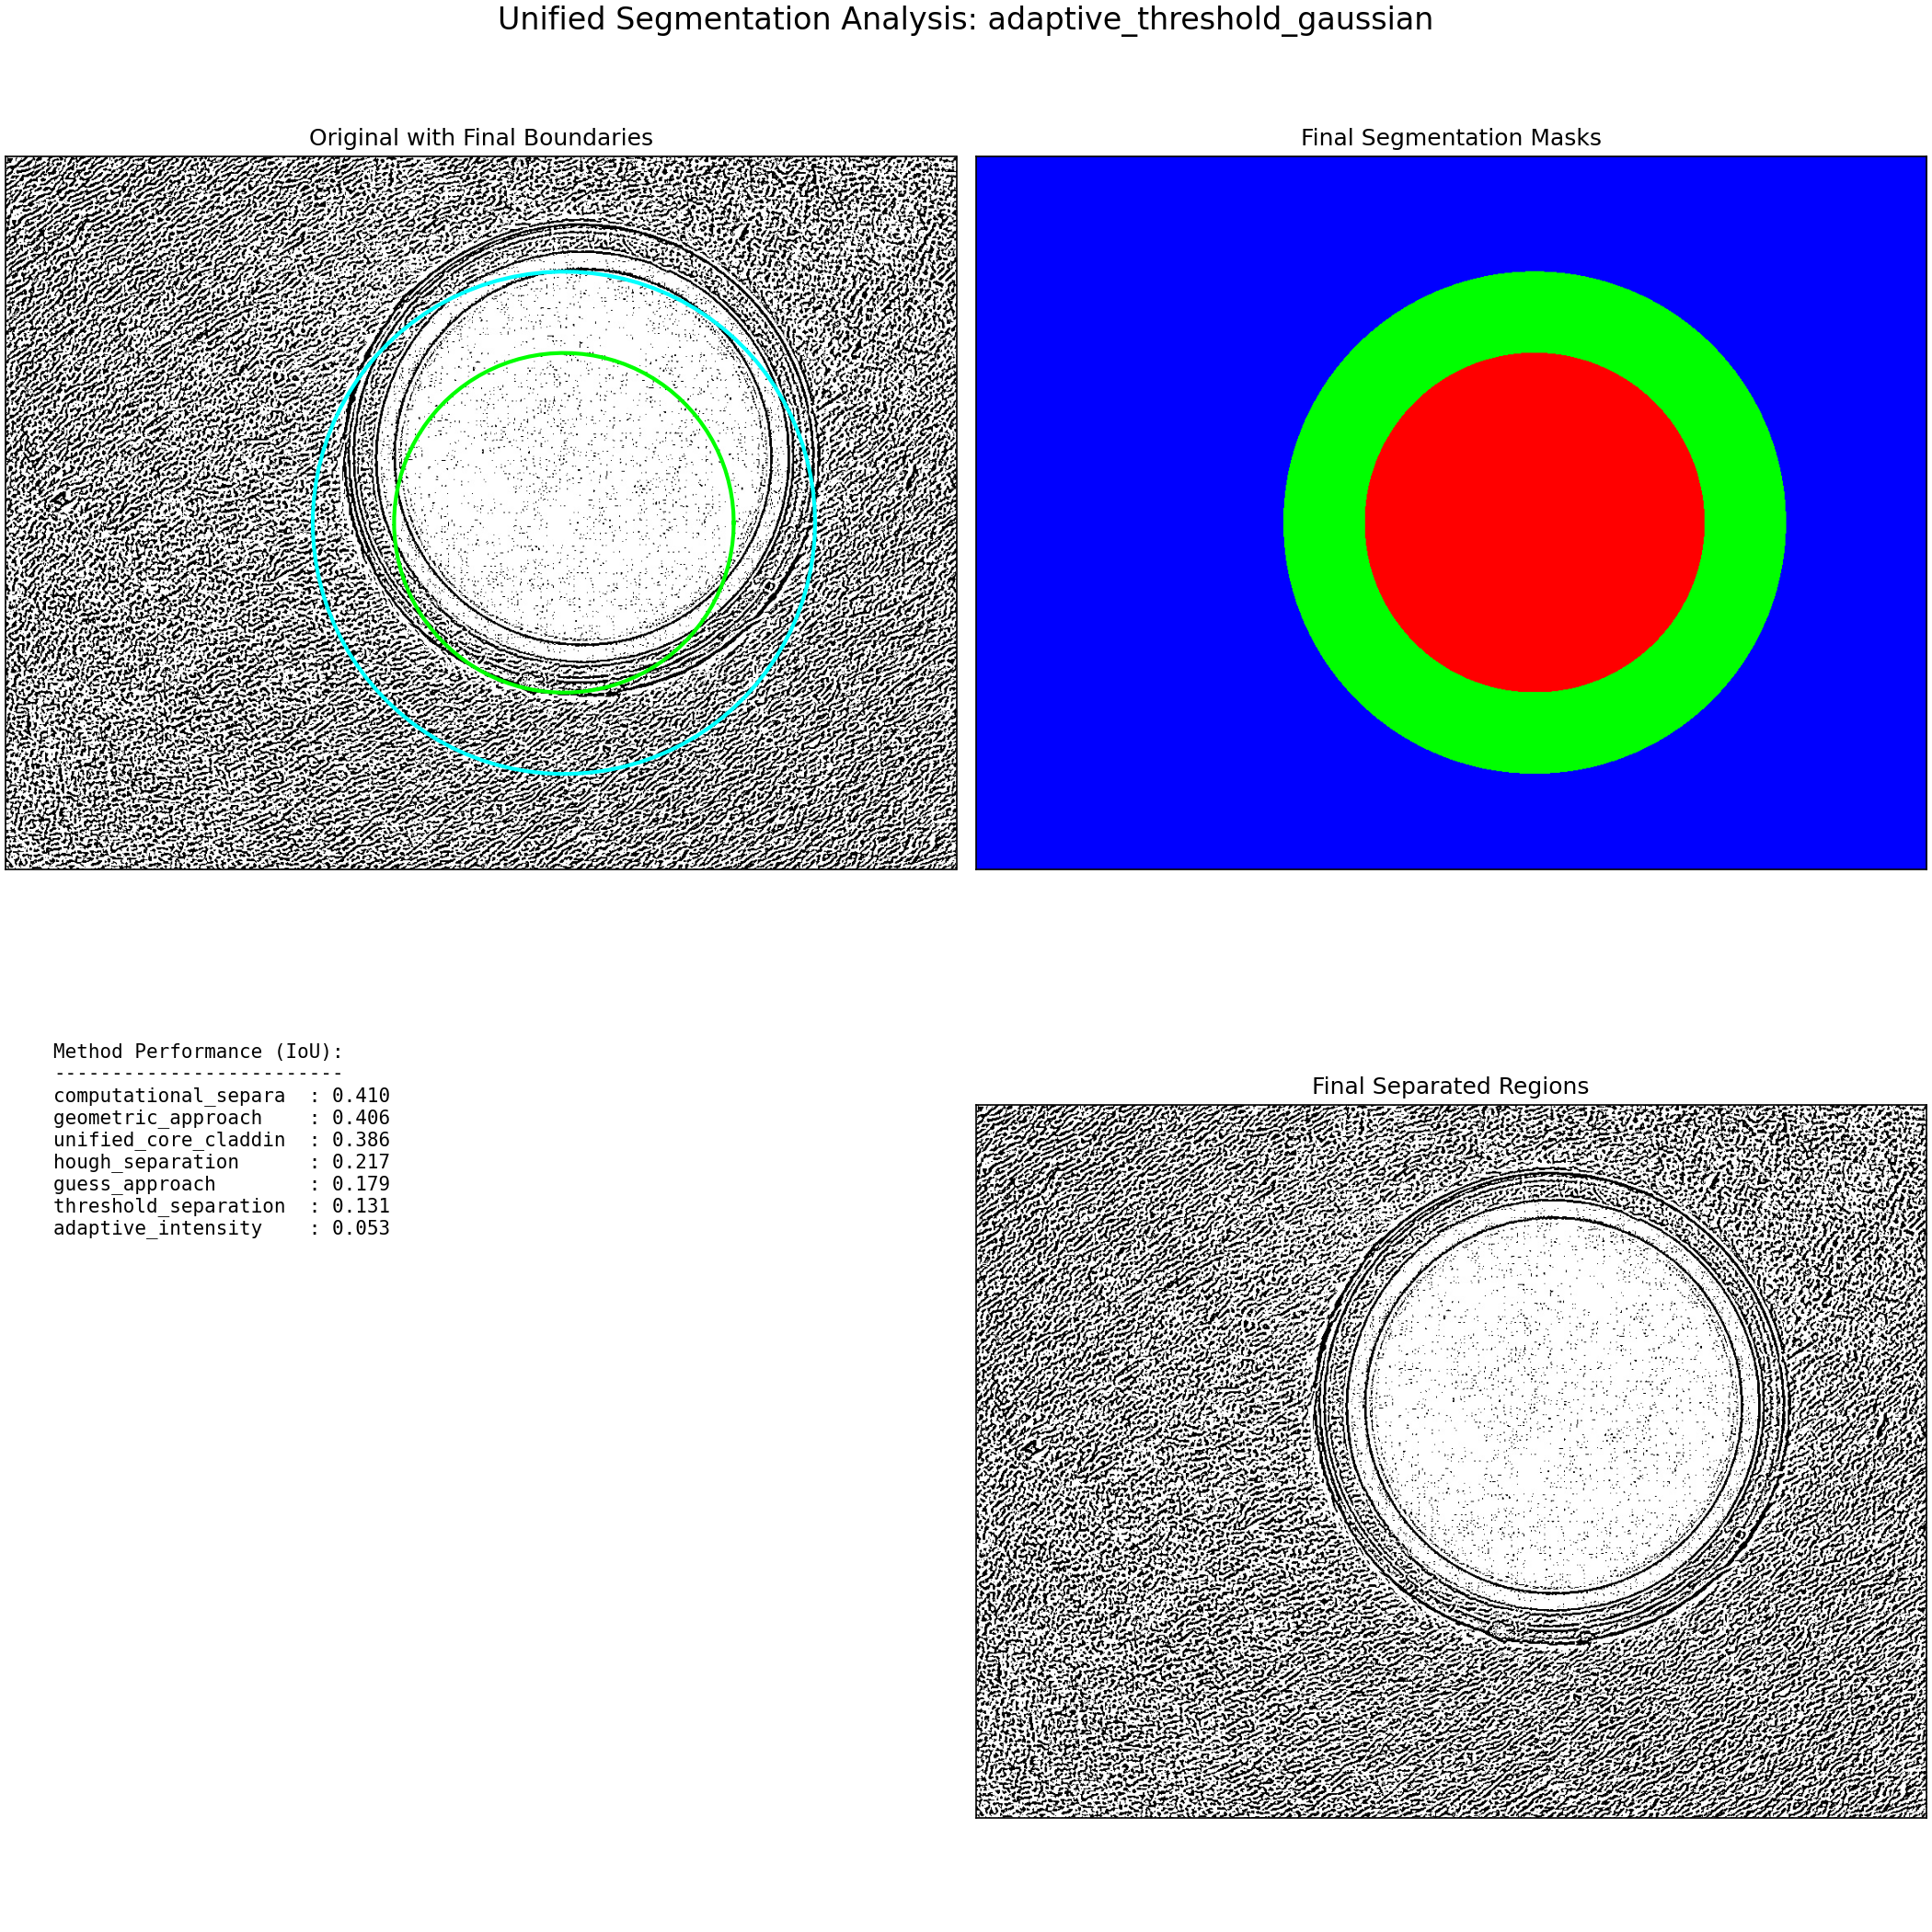 Unified Segmentation Analysis: adaptive_threshold_gaussian
Original with Final Boundaries
Final Segmentation Masks
Method Performance (IoU):
-------------------------
computational_separa  : 0.410
geometric_approach    : 0.406
unified_core_claddin  : 0.386
hough_separation      : 0.217
guess_approach        : 0.179
threshold_separation  : 0.131
adaptive_intensity    : 0.053
Final Separated Regions